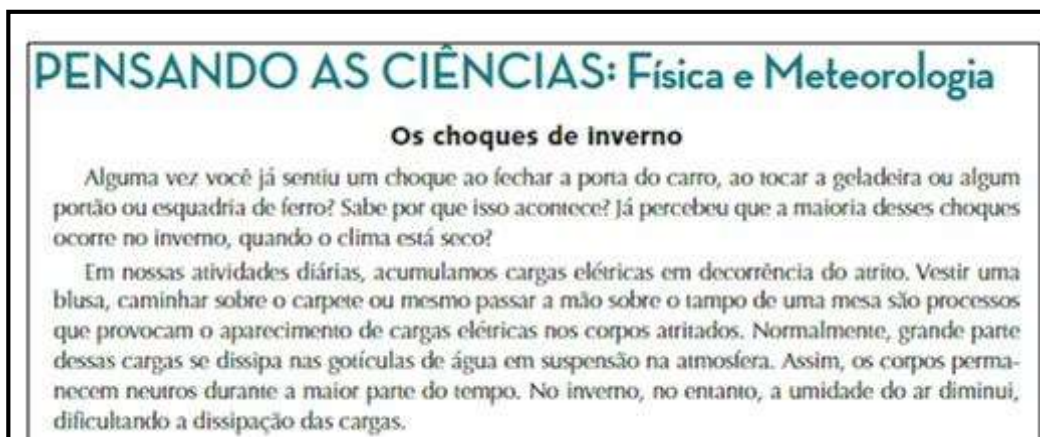 PENSANDO AS CIÊNCIAS: Física e Meteorologia
Os choques de inverno
Alguma vez você já sentiu um choque ao fechar a porta do carro, ao tocar a geladeira ou algum
portão ou esquadria de ferro? Sabe por que isso acontece? Já percebeu que a maioria desses choques
ocorre no inverno, quando o clima está seco?
Em nossas atividades diárias, acumulamos cargas elétricas em decorrência do atrito. Vestir uma
blusa, caminhar sobre o carpete ou mesmo passar a mão sobre o tampo de uma mesa são processos
que provocam o aparecimento de cargas elétricas nos corpos atritados. Normalmente, grande parte
dessas cargas se dissipa nas gotículas de água em suspensão na atmosfera. Assim, os corpos perma-
necem neutros durante a maior parte do tempo. No inverno, no entanto, a umidade do ar diminui,
dificultando a dissipação das cargas.